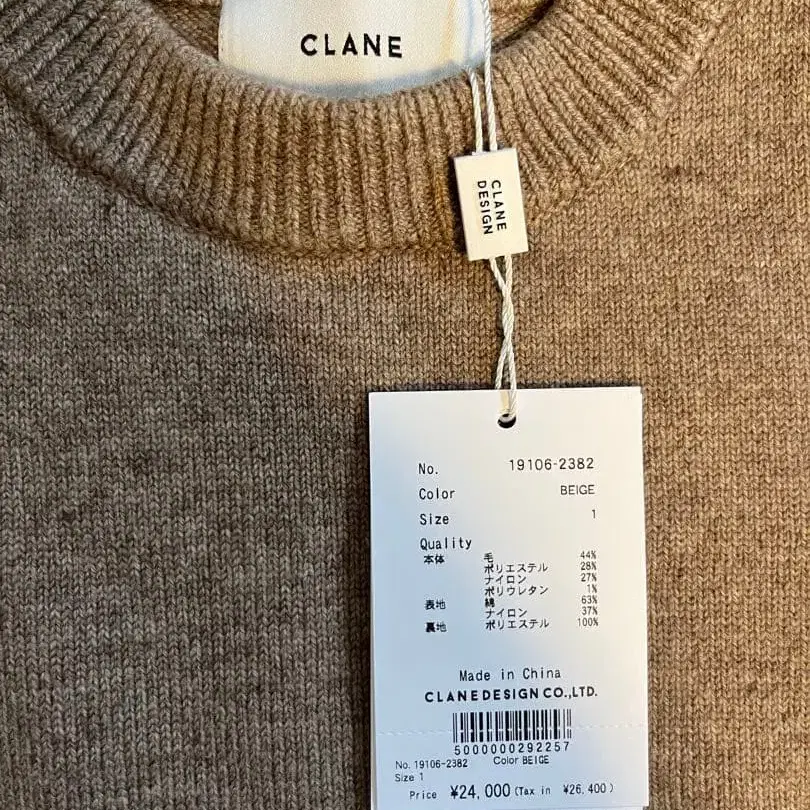 CLANE
CLANE
DESIGN
No. 19106-2382
Color BEIGE
Size 1
Quality
本体 毛 44%
ポリエステル 28%
ナイロン 27%
ポリウレタン 1%
表地 綿 63%
ナイロン 37%
裏地 ポリエステル 100%
Made in China
CLANE DESIGN CO.,LTD.
5000000292257
No. 19106-2382 Color BEIGE
Size 1
Price ¥24,000 (Tax in ¥26,400)